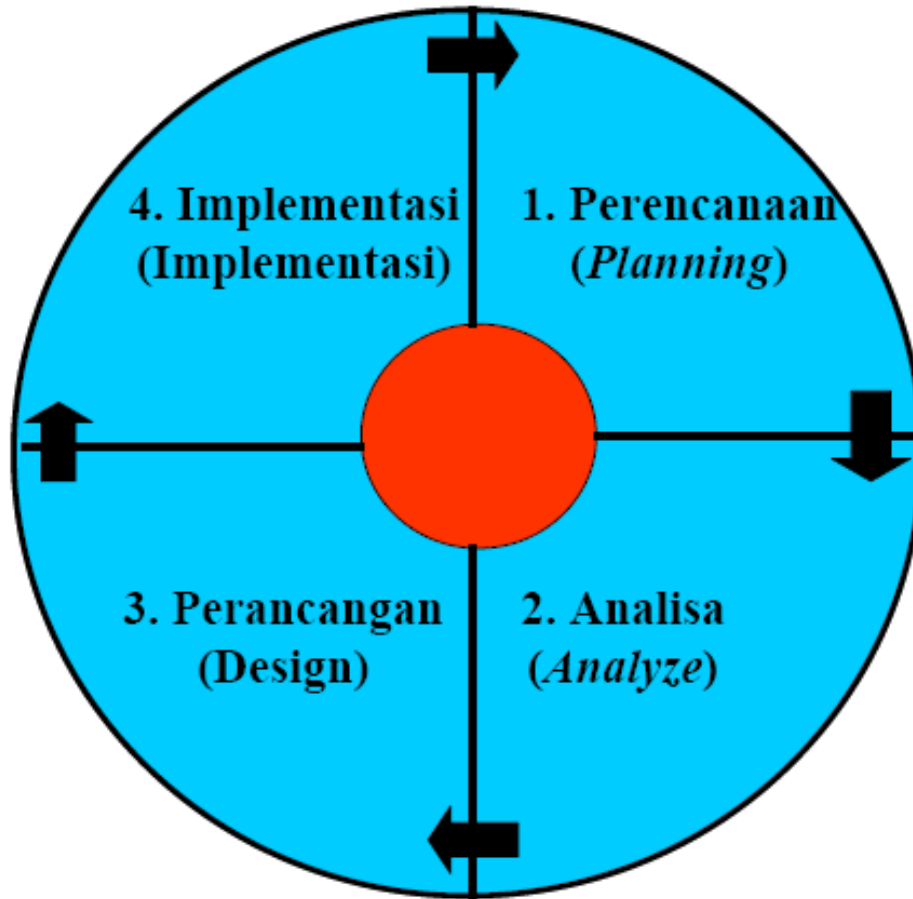 4. Implementasi
(Implementasi)
1. Perencanaan
(Planning)
3. Perancangan
(Design)
2. Analisa
(Analyze)